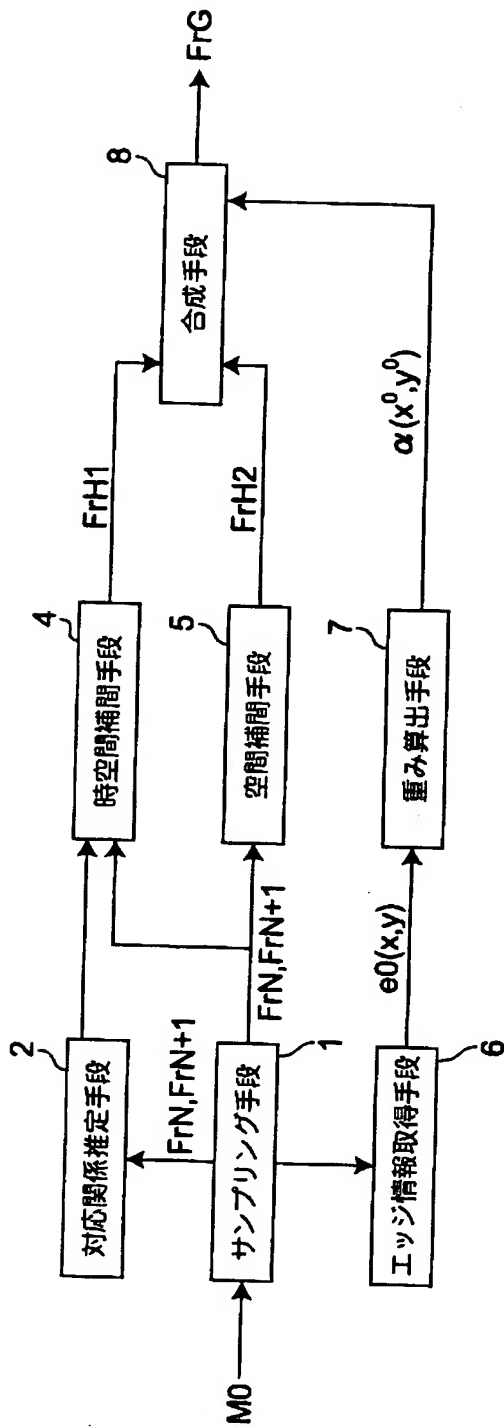 M0
サンプリング手段
1
FrN,FrN+1
対応関係推定手段
2
エッジ情報取得手段
6
FrN,FrN+1
e0(x,y)
時空間補間手段
4
空間補間手段
5
重み算出手段
7
FrH1
FrH2
α(x⁰,y⁰)
合成手段
8
FrG